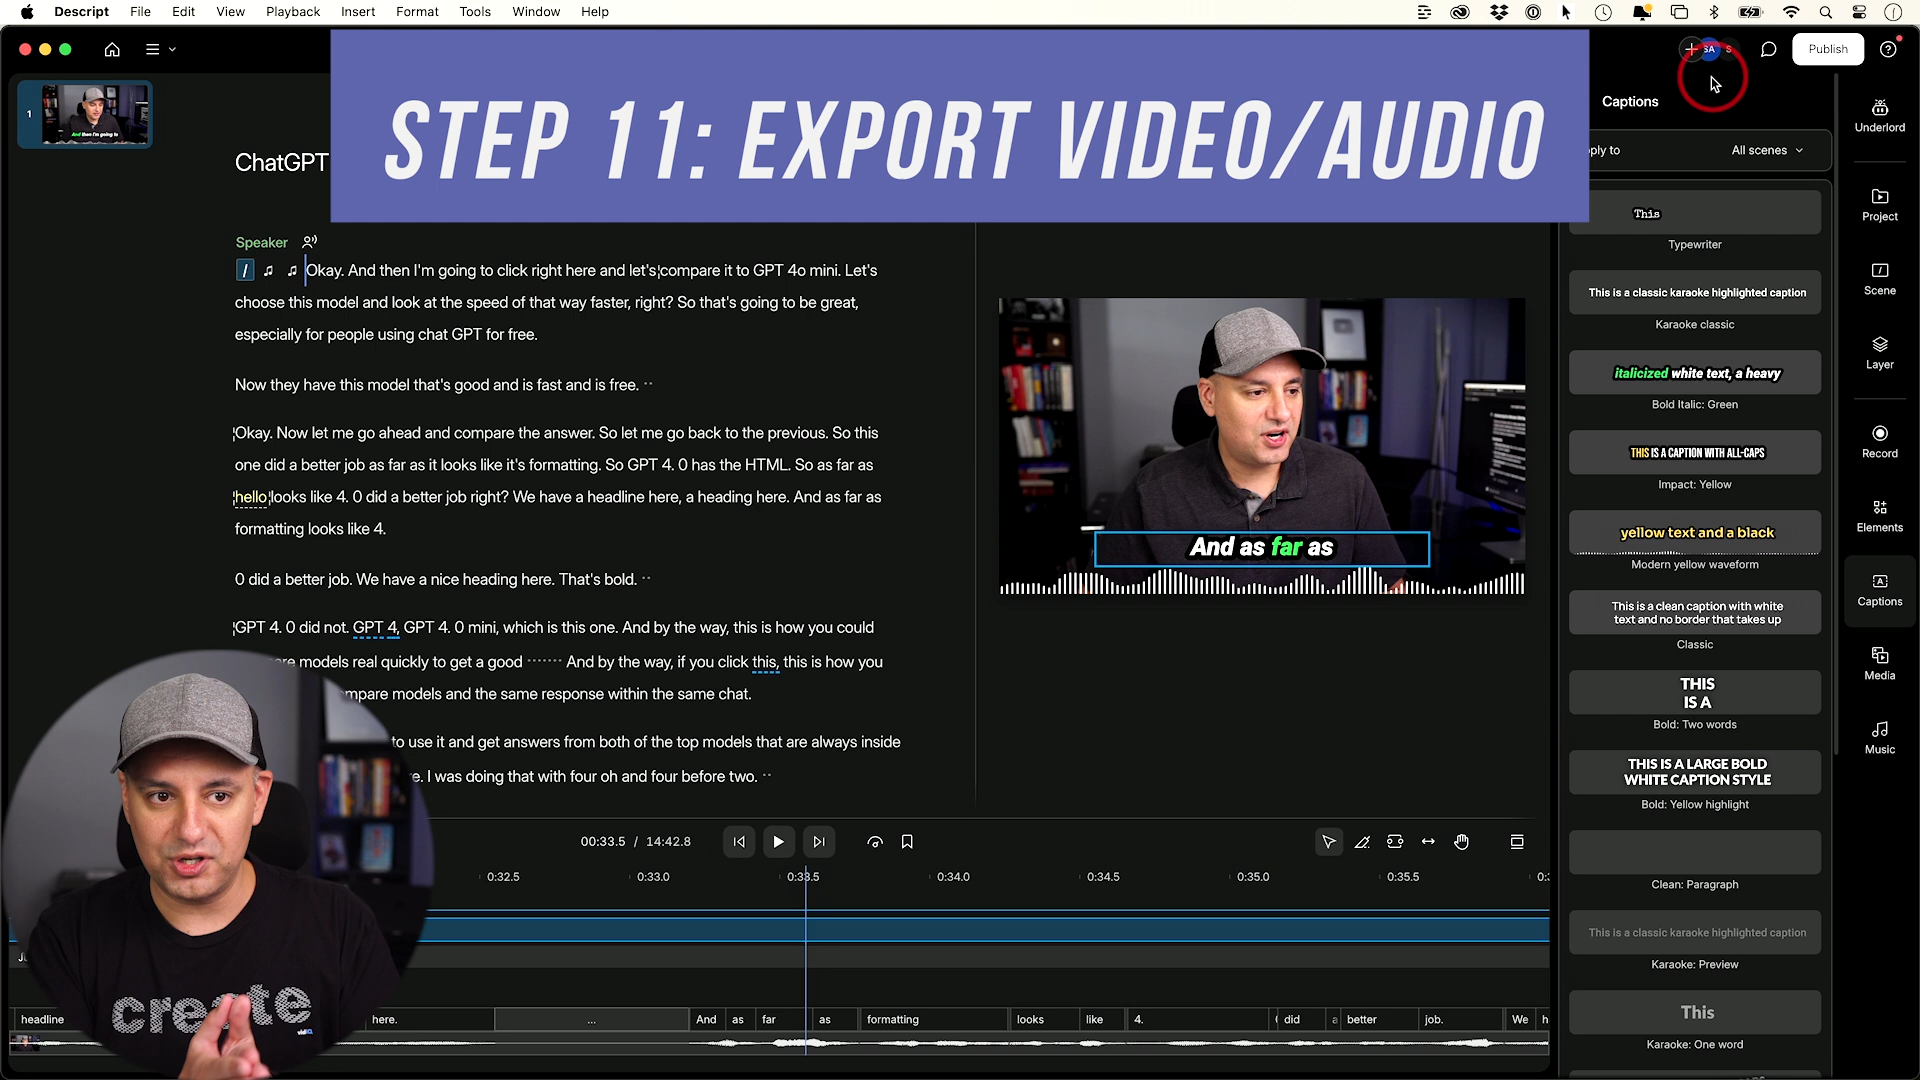 Descript File Edit View Playback Insert Format Tools Window Help
SA S Publish
STEP 11: EXPORT VIDEO/AUDIO
1
And then I'm going to
ChatGPT
Speaker
Okay. And then I'm going to click right here and let's compare it to GPT 4o mini. Let's
choose this model and look at the speed of that way faster, right? So that's going to be great,
especially for people using chat GPT for free.
Now they have this model that's good and is fast and is free.
Okay. Now let me go ahead and compare the answer. So let me go back to the previous. So this
one did a better job as far as it looks like it's formatting. So GPT 4. 0 has the HTML. So as far as
hello looks like 4. 0 did a better job right? We have a headline here, a heading here. And as far as
formatting looks like 4.
0 did a better job. We have a nice heading here. That's bold.
GPT 4. 0 did not. GPT 4, GPT 4. 0 mini, which is this one. And by the way, this is how you could
models real quickly to get a good ······· And by the way, if you click this, this is how you
compare models and the same response within the same chat.
to use it and get answers from both of the top models that are always inside
I was doing that with four oh and four before two.
And as far as
create
00:33.5 / 14:42.8
0:32.5 0:33.0 0:33.5 0:34.0 0:34.5 0:35.0 0:35.5
headline here. ... And as far as formatting looks like 4. did a better job. We
Captions
All scenes
This
Typewriter
This is a classic karaoke highlighted caption
Karaoke classic
italicized white text, a heavy
Bold Italic: Green
THIS IS A CAPTION WITH ALL-CAPS
Impact: Yellow
yellow text and a black
Modern yellow waveform
This is a clean caption with white
text and no border that takes up
Classic
THIS
IS A
Bold: Two words
THIS IS A LARGE BOLD
WHITE CAPTION STYLE
Bold: Yellow highlight
Clean: Paragraph
This is a classic karaoke highlighted caption
Karaoke: Preview
This
Karaoke: One word
Underlord
Project
Scene
Layer
Record
Elements
Captions
Media
Music